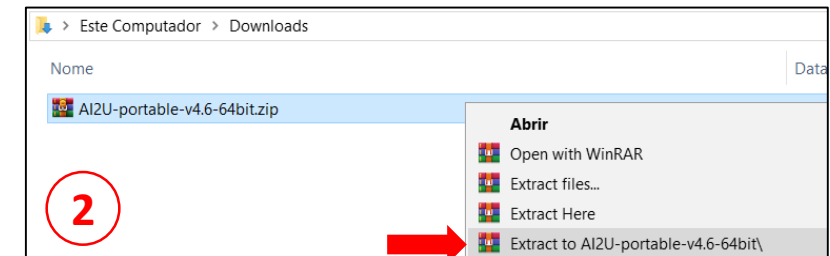 > Este Computador > Downloads
Nome Data
AI2U-portable-v4.6-64bit.zip
Abrir
Open with WinRAR
Extract files...
Extract Here
2
Extract to AI2U-portable-v4.6-64bit\